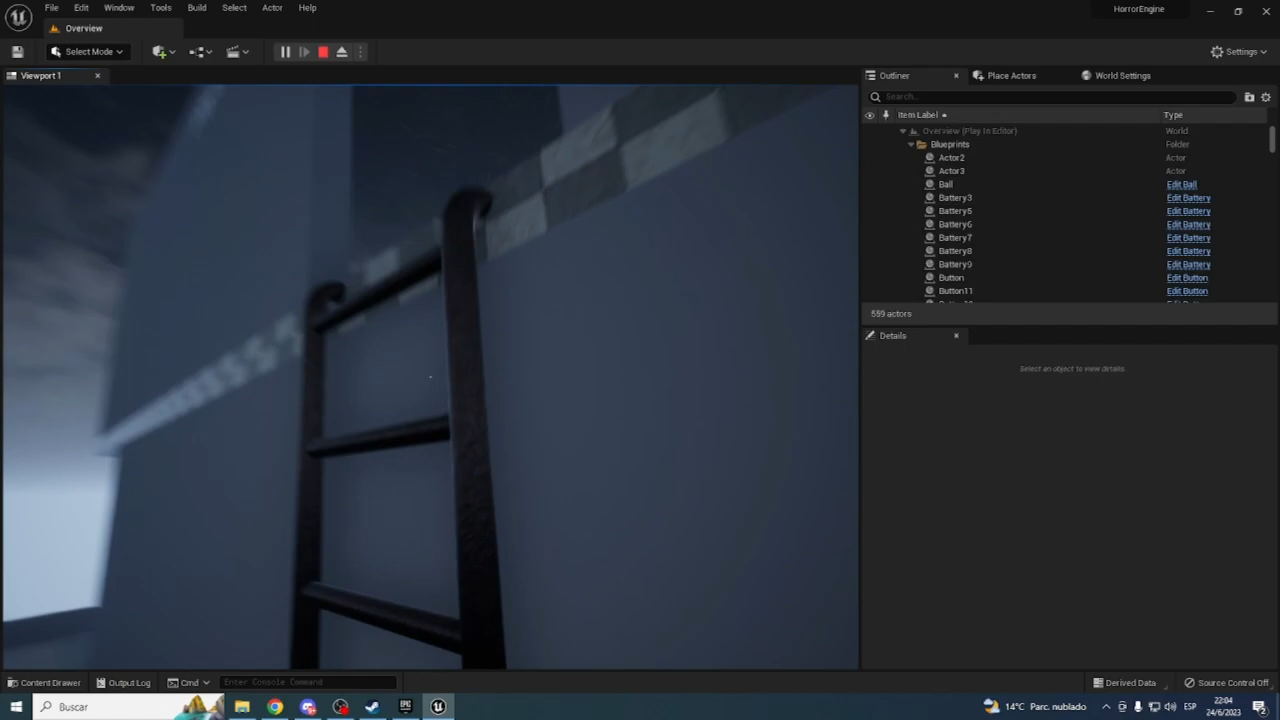 File Edit Window Tools Build Select Actor Help
HorrorEngine
Overview
Select Mode
Settings
Viewport 1
Outliner
Place Actors
World Settings
Search...
Item Label
Type
Overview (Play In Editor) World
Blueprints Folder
Actor2 Actor
Actor3 Actor
Ball Edit Ball
Battery3 Edit Battery
Battery5 Edit Battery
Battery6 Edit Battery
Battery7 Edit Battery
Battery8 Edit Battery
Battery9 Edit Battery
Button Edit Button
Button11 Edit Button
589 actors
Details
Select an object to view details.
Content Drawer
Output Log
Cmd
Enter Console Command
Derived Data
Source Control Off
Buscar
14°C Parc. nublado
ESP
22:04
24/6/2023
2